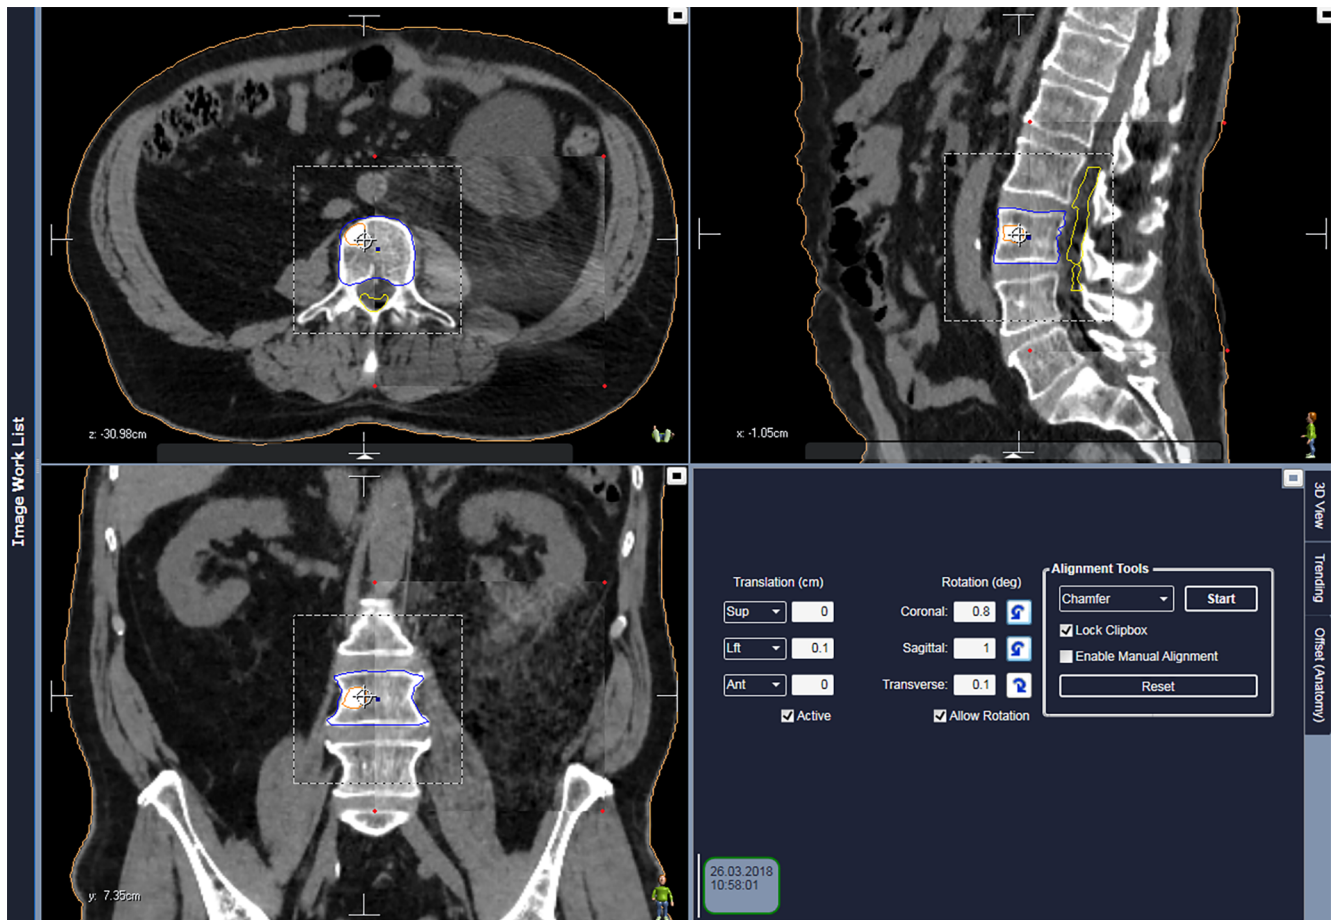 Image Work List
z: -30.98cm
x: -1.05cm
y: 7.35cm
Translation (cm)
Sup 0
Lft 0.1
Ant 0
Active
Rotation (deg)
Coronal: 0.8
Sagittal: 1
Transverse: 0.1
Allow Rotation
Alignment Tools
Chamfer Start
Lock Clipbox
Enable Manual Alignment
Reset
3D View
Trending
Offset (Anatomy)
26.03.2018
10:58:01